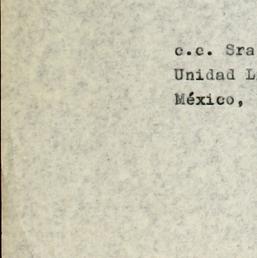 c.c. Sra
Unidad L
México,